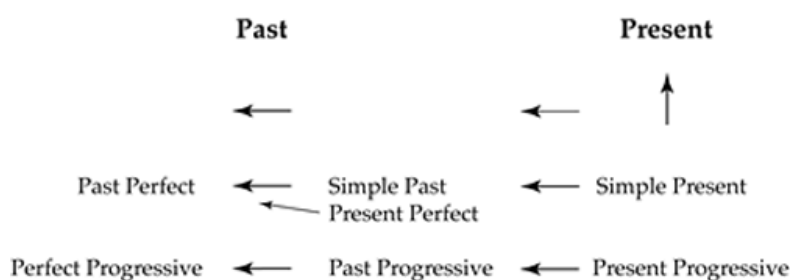 Past Present
Past Perfect Simple Past Simple Present
Present Perfect
Perfect Progressive Past Progressive Present Progressive